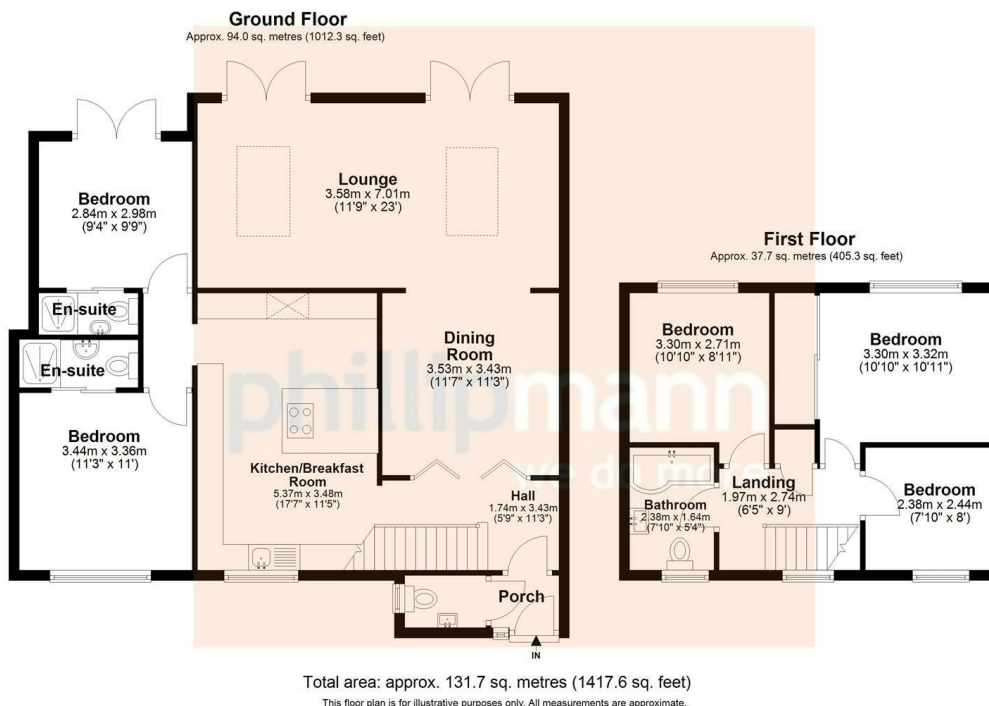 Ground Floor
Approx. 94.0 sq. metres (1012.3 sq. feet)
Bedroom
2.84m x 2.98m
(9'4" x 9'9")
Lounge
3.58m x 7.01m
(11'9" x 23')
En-suite
En-suite
Dining
Room
3.53m x 3.43m
(11'7" x 11'3")
Bedroom
3.44m x 3.36m
(11'3" x 11')
Kitchen/Breakfast
Room
5.37m x 3.48m
(17'7" x 11'5")
Hall
1.74m x 3.43m
(5'9" x 11'3")
Porch
IN
First Floor
Approx. 37.7 sq. metres (405.3 sq. feet)
Bedroom
3.30m x 2.71m
(10'10" x 8'11")
Bedroom
3.30m x 3.32m
(10'10" x 10'11")
Landing
1.97m x 2.74m
(6'5" x 9')
Bathroom
2.38m x 1.64m
(7'10" x 5'4")
Bedroom
2.38m x 2.44m
(7'10" x 8')
phillipmann
we do more
Total area: approx. 131.7 sq. metres (1417.6 sq. feet)
This floor plan is for illustrative purposes only. All measurements are approximate.